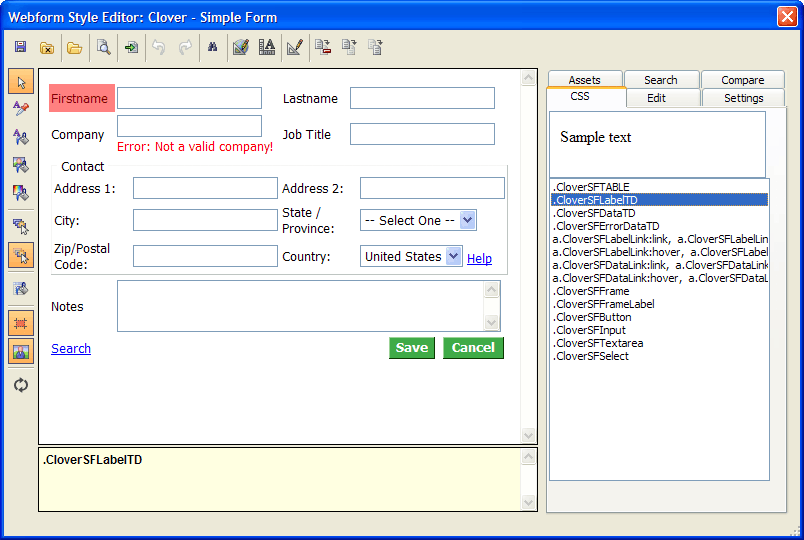 Webform Style Editor: Clover - Simple Form
Assets Search Compare
CSS Edit Settings
Firstname Lastname
Company Job Title
Error: Not a valid company!
Contact
Address 1: Address 2:
City: State / Province: -- Select One --
Zip/Postal Code: Country: United States Help
Notes
Search Save Cancel
.CloverSFLabelTD
Sample text
.CloverSFTABLE
.CloverSFLabelTD
.CloverSFDataTD
.CloverSFErrorDataTD
a.CloverSFLabelLink:link, a.CloverSFLabelLin
a.CloverSFLabelLink:hover, a.CloverSFLabel
a.CloverSFDataLink:link, a.CloverSFDataLink
a.CloverSFDataLink:hover, a.CloverSFDataL
.CloverSFFrame
.CloverSFFrameLabel
.CloverSFButton
.CloverSFInput
.CloverSFTextarea
.CloverSFSelect